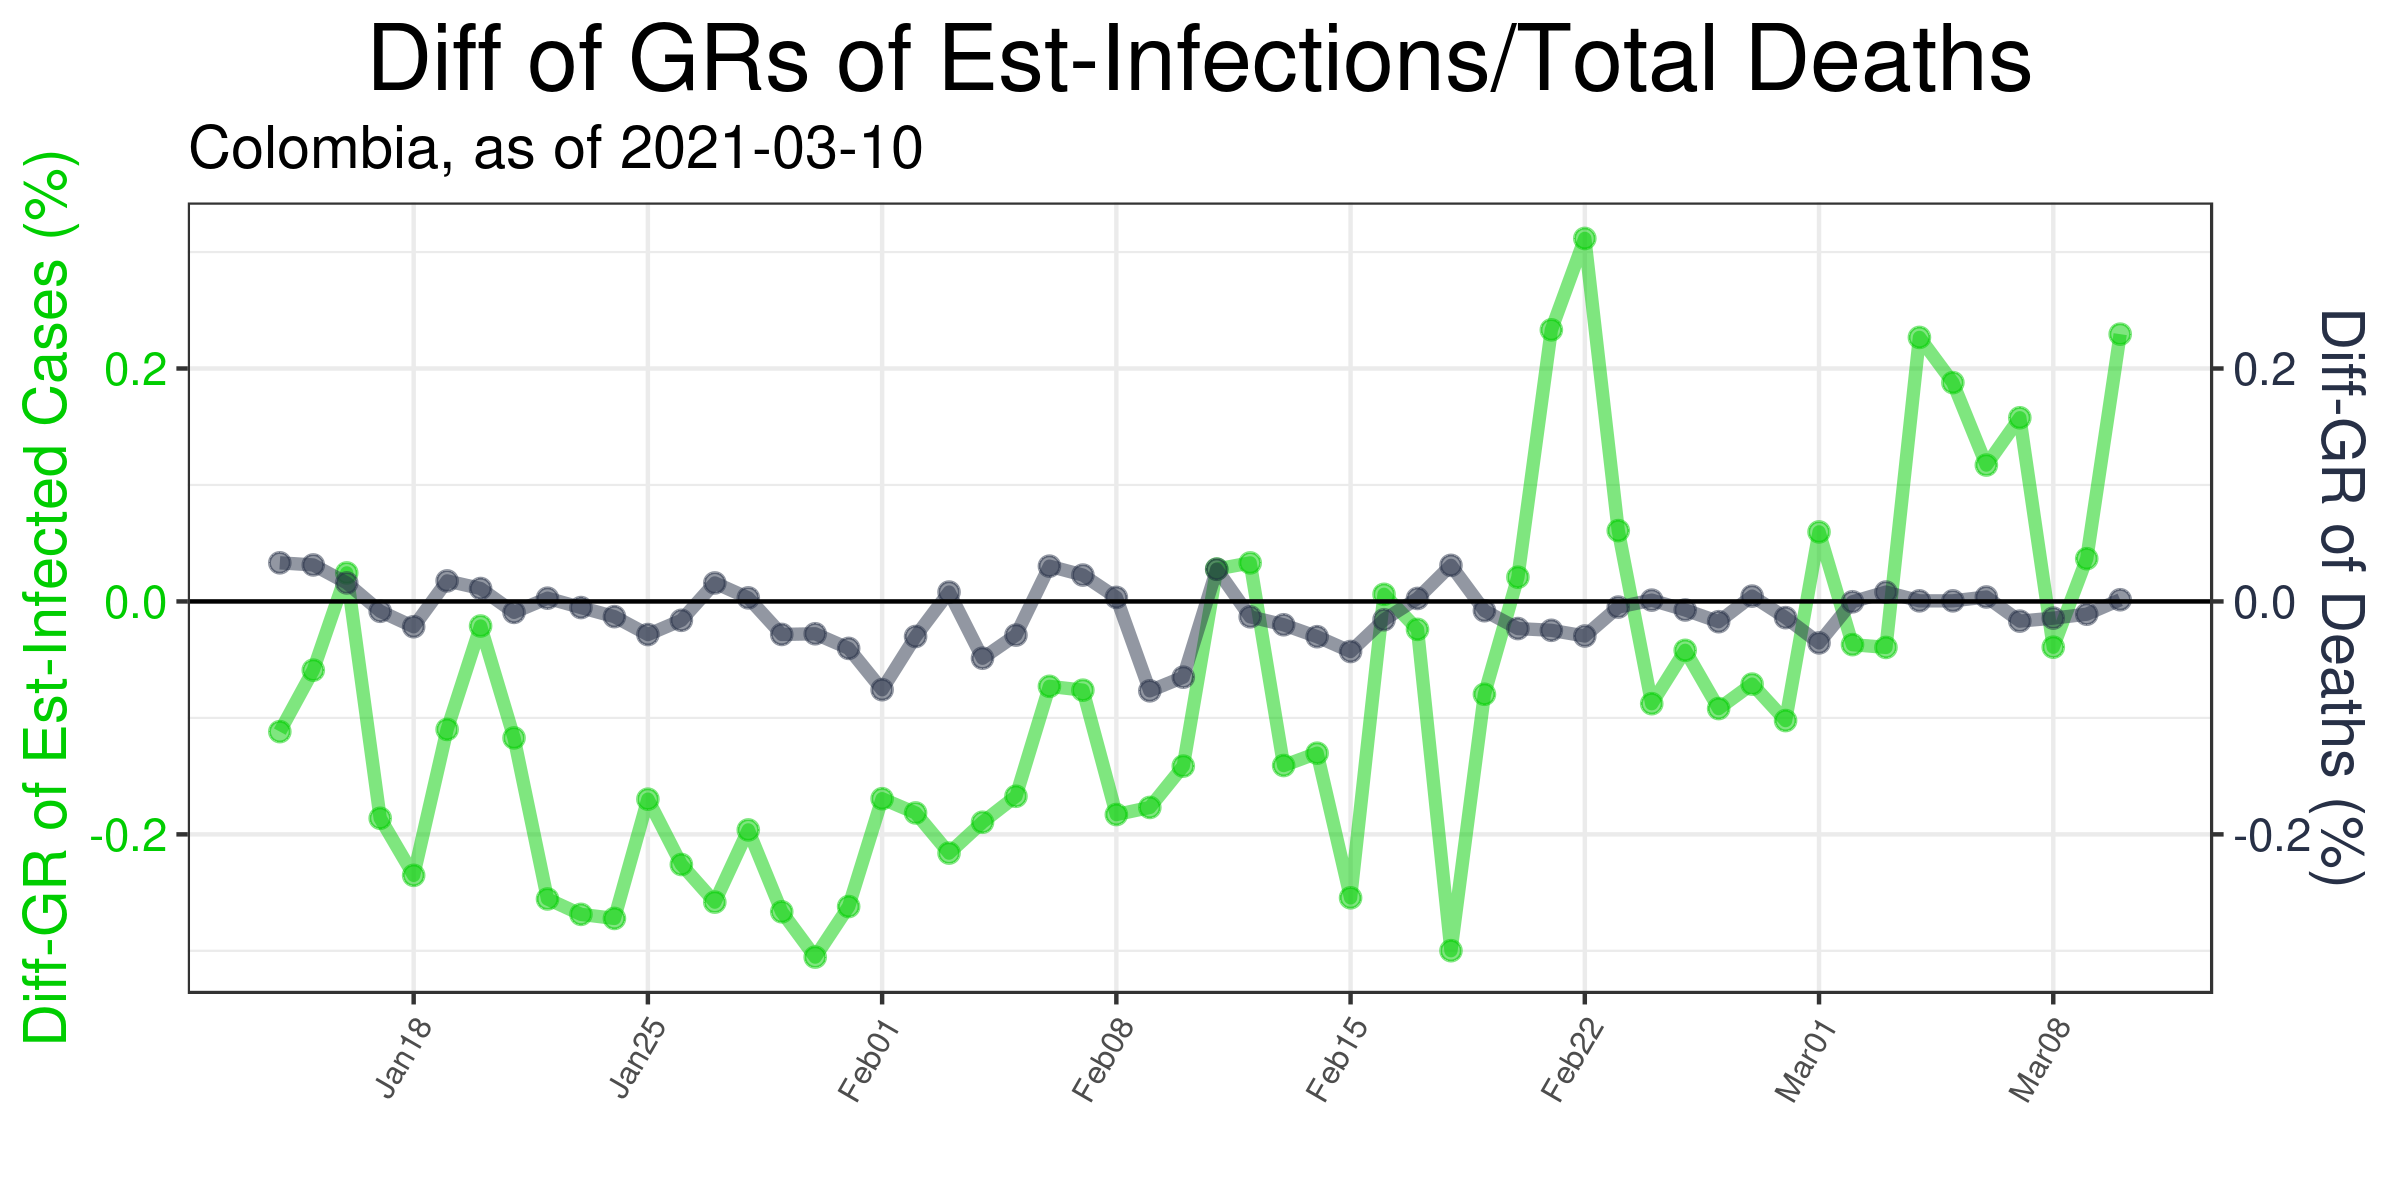 Diff of GRs of Est-Infections/Total Deaths
Colombia, as of 2021-03-10
Diff-GR of Est-Infected Cases (%)
0.2
0.0
-0.2
0.2
0.0
-0.2
Diff-GR of Deaths (%)
Jan18
Jan25
Feb01
Feb08
Feb15
Feb22
Mar01
Mar08